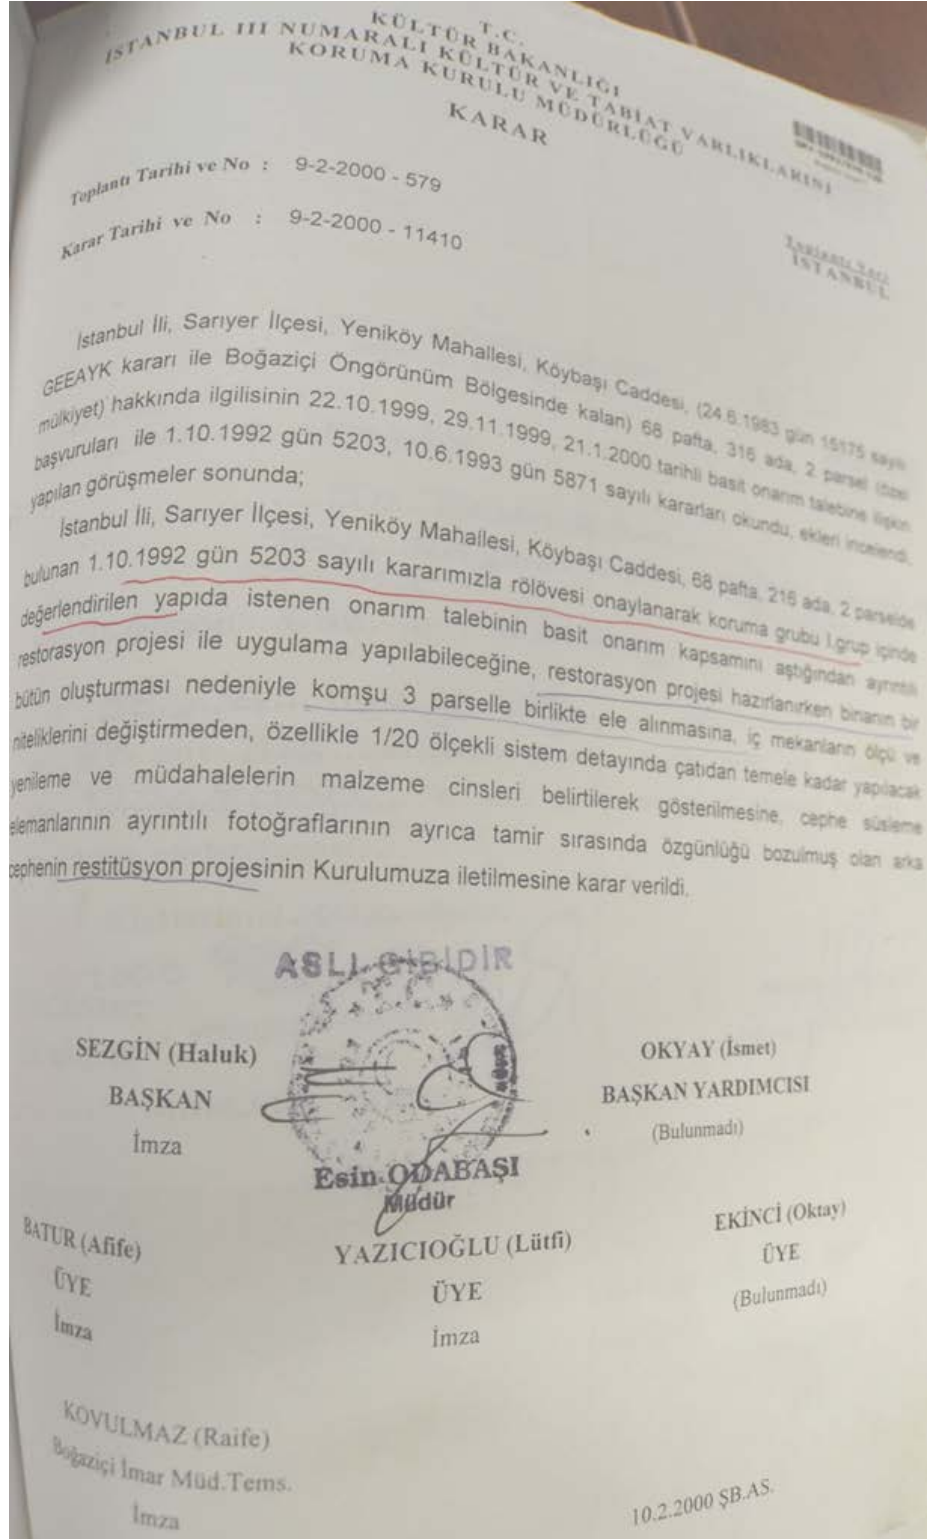 T.C.
KÜLTÜR BAKANLIĞI
İSTANBUL III NUMARALI KÜLTÜR VE TABİAT VARLIKLARINI
KORUMA KURULU MÜDÜRLÜĞÜ
KARAR
Toplantı Tarihi ve No : 9-2-2000 - 579
Karar Tarihi ve No : 9-2-2000 - 11410
Toplantı Yeri
İSTANBUL
İstanbul İli, Sarıyer İlçesi, Yeniköy Mahallesi, Köybaşı Caddesi, (24.6.1983 gün 15175 sayılı
GEEAYK kararı ile Boğaziçi Öngörünüm Bölgesinde kalan) 68 pafta, 316 ada, 2 parsel (özel
mülkiyet) hakkında ilgilisinin 22.10.1999, 29.11.1999, 21.1.2000 tarihli basit onarım talebine ilişkin
başvuruları ile 1.10.1992 gün 5203, 10.6.1993 gün 5871 sayılı kararları okundu, ekleri incelendi,
yapılan görüşmeler sonunda;
İstanbul İli, Sarıyer İlçesi, Yeniköy Mahallesi, Köybaşı Caddesi, 68 pafta, 216 ada, 2 parselde
bulunan 1.10.1992 gün 5203 sayılı kararımızla rölövesi onaylanarak koruma grubu I.grup içinde
değerlendirilen yapıda istenen onarım talebinin basit onarım kapsamını aştığından ayrıntılı
restorasyon projesi ile uygulama yapılabileceğine, restorasyon projesi hazırlanırken binanın bir
bütün oluşturması nedeniyle komşu 3 parselle birlikte ele alınmasına, iç mekanların ölçü ve
niteliklerini değiştirmeden, özellikle 1/20 ölçekli sistem detayında çatıdan temele kadar yapılacak
yenileme ve müdahalelerin malzeme cinsleri belirtilerek gösterilmesine, cephe süsleme
elemanlarının ayrıntılı fotoğraflarının ayrıca tamir sırasında özgünlüğü bozulmuş olan arka
cephenin restitüsyon projesinin Kurulumuza iletilmesine karar verildi.
ASLI GİBİDİR
SEZGİN (Haluk)
BAŞKAN
İmza
OKYAY (İsmet)
BAŞKAN YARDIMCISI
(Bulunmadı)
Esin ODABAŞI
Müdür
BATUR (Afife)
ÜYE
İmza
YAZICIOĞLU (Lütfi)
ÜYE
İmza
EKİNCİ (Oktay)
ÜYE
(Bulunmadı)
KOVULMAZ (Raife)
Boğaziçi İmar Müd.Tems.
İmza
10.2.2000 ŞB.AS.